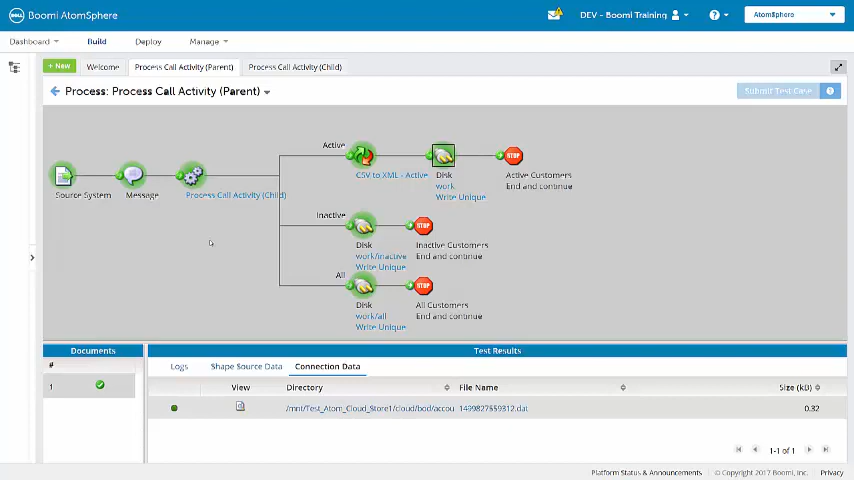 DELL Boomi AtomSphere
DEV - Boomi Training
AtomSphere
Dashboard Build Deploy Manage
+ New Welcome Process Call Activity (Parent) Process Call Activity (Child)
Process: Process Call Activity (Parent)
Submit Test Case
Source System
Message
Process Call Activity (Child)
Active
CSV to XML - Active
Disk
work
Write Unique
STOP
Active Customers
End and continue
Inactive
Disk
work/inactive
Write Unique
STOP
Inactive Customers
End and continue
All
Disk
work/all
Write Unique
STOP
All Customers
End and continue
Documents
#
1
Test Results
Logs Shape Source Data Connection Data
View Directory File Name Size (kB)
/mnt/Test_Atom_Cloud_Store1/cloud/bod/accou 1499827559312.dat 0.32
1-1 of 1
Platform Status & Announcements © Copyright 2017 Boomi, Inc. Privacy